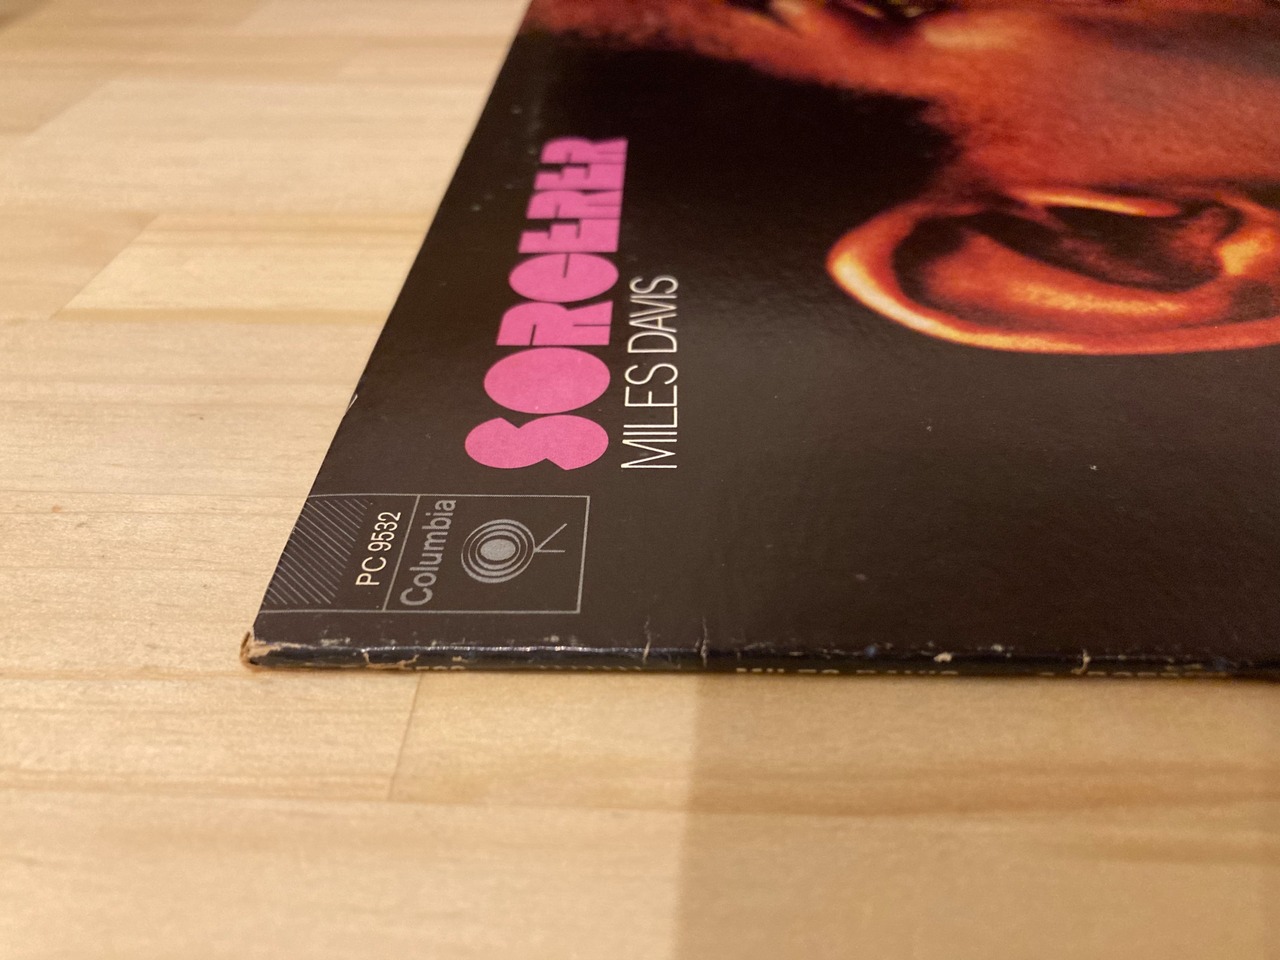 SORCERER
MILES DAVIS
PC 9532
Columbia